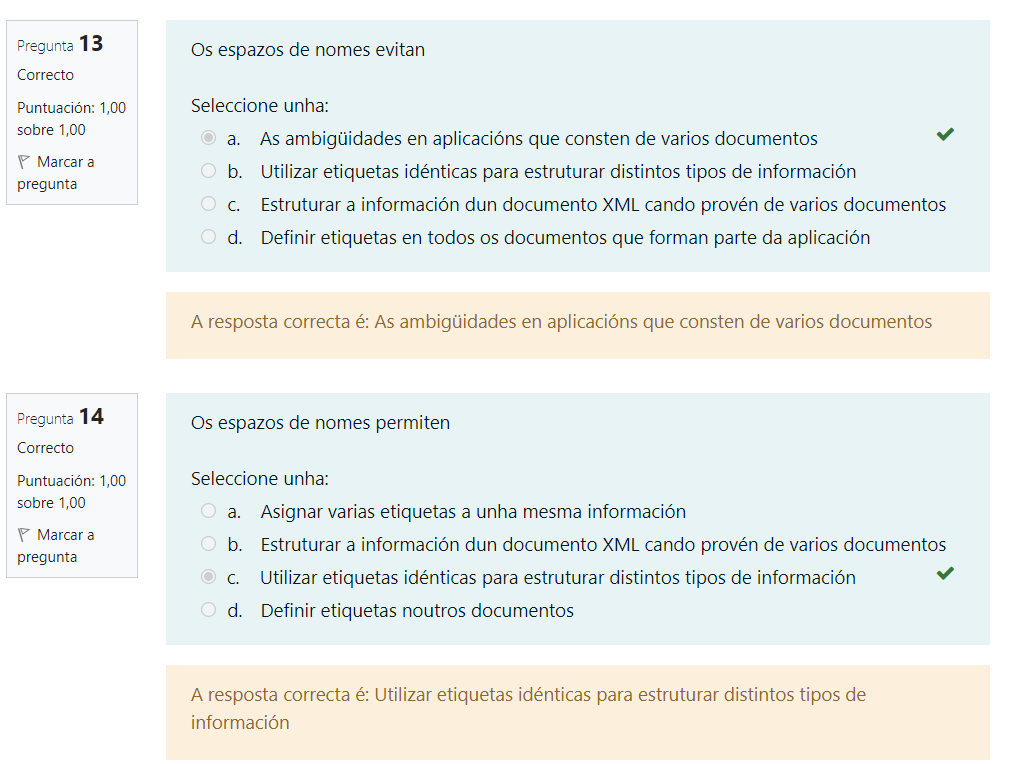 Pregunta 13
Correcto
Puntuación: 1,00
sobre 1,00
Marcar a
pregunta
Os espazos de nomes evitan
Seleccione unha:
a. As ambigüidades en aplicacións que consten de varios documentos
b. Utilizar etiquetas idénticas para estruturar distintos tipos de información
c. Estruturar a información dun documento XML cando provén de varios documentos
d. Definir etiquetas en todos os documentos que forman parte da aplicación
A resposta correcta é: As ambigüidades en aplicacións que consten de varios documentos
Pregunta 14
Correcto
Puntuación: 1,00
sobre 1,00
Marcar a
pregunta
Os espazos de nomes permiten
Seleccione unha:
a. Asignar varias etiquetas a unha mesma información
b. Estruturar a información dun documento XML cando provén de varios documentos
c. Utilizar etiquetas idénticas para estruturar distintos tipos de información
d. Definir etiquetas noutros documentos
A resposta correcta é: Utilizar etiquetas idénticas para estruturar distintos tipos de
información